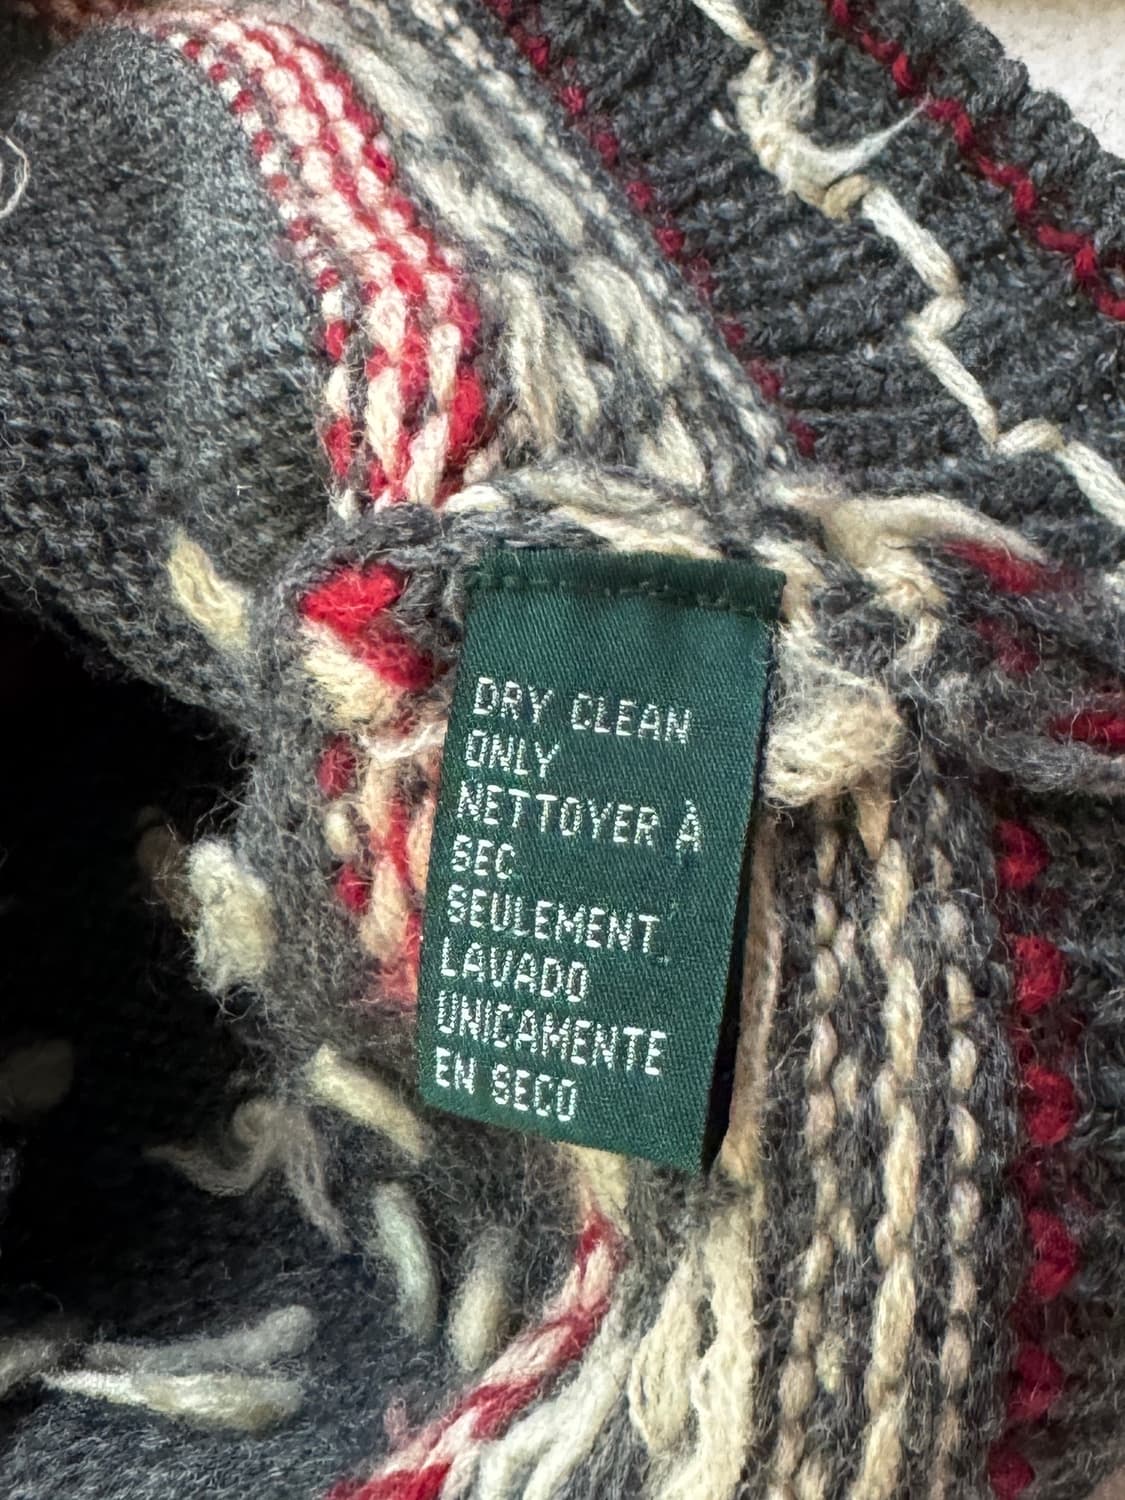 DRY CLEAN
ONLY
NETTOYER À
SEC
SEULEMENT
LAVADO
UNICAMENTE
EN SECO